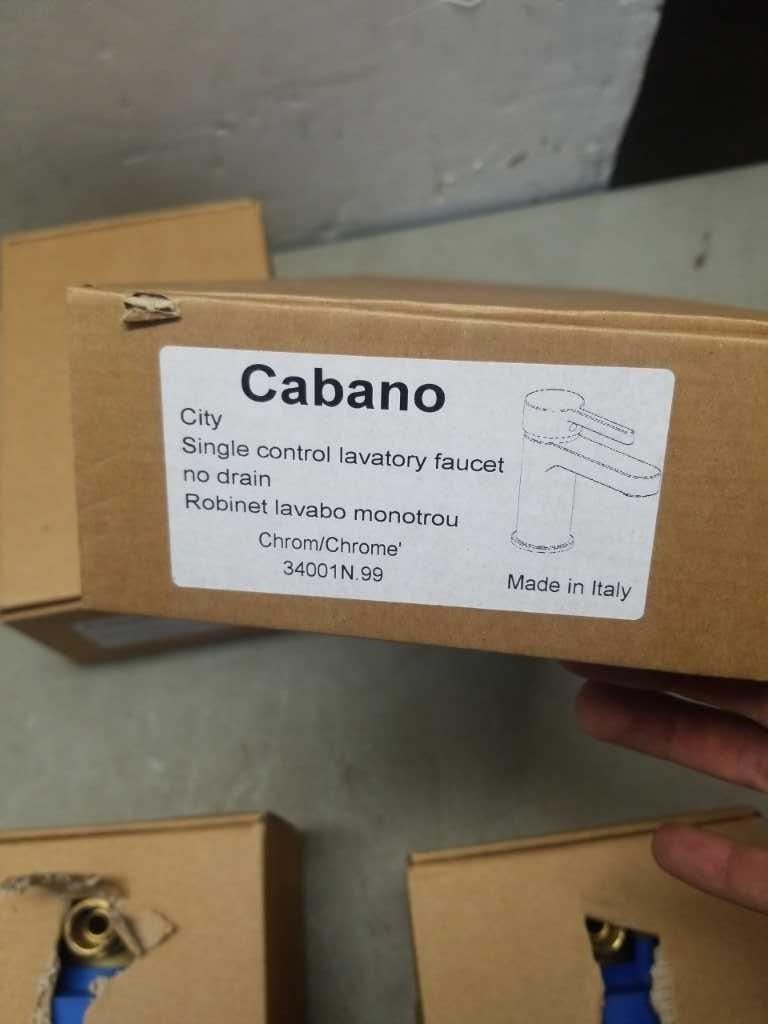 Cabano
City
Single control lavatory faucet
no drain
Robinet lavabo monotrou
Chrom/Chrome'
34001N.99
Made in Italy